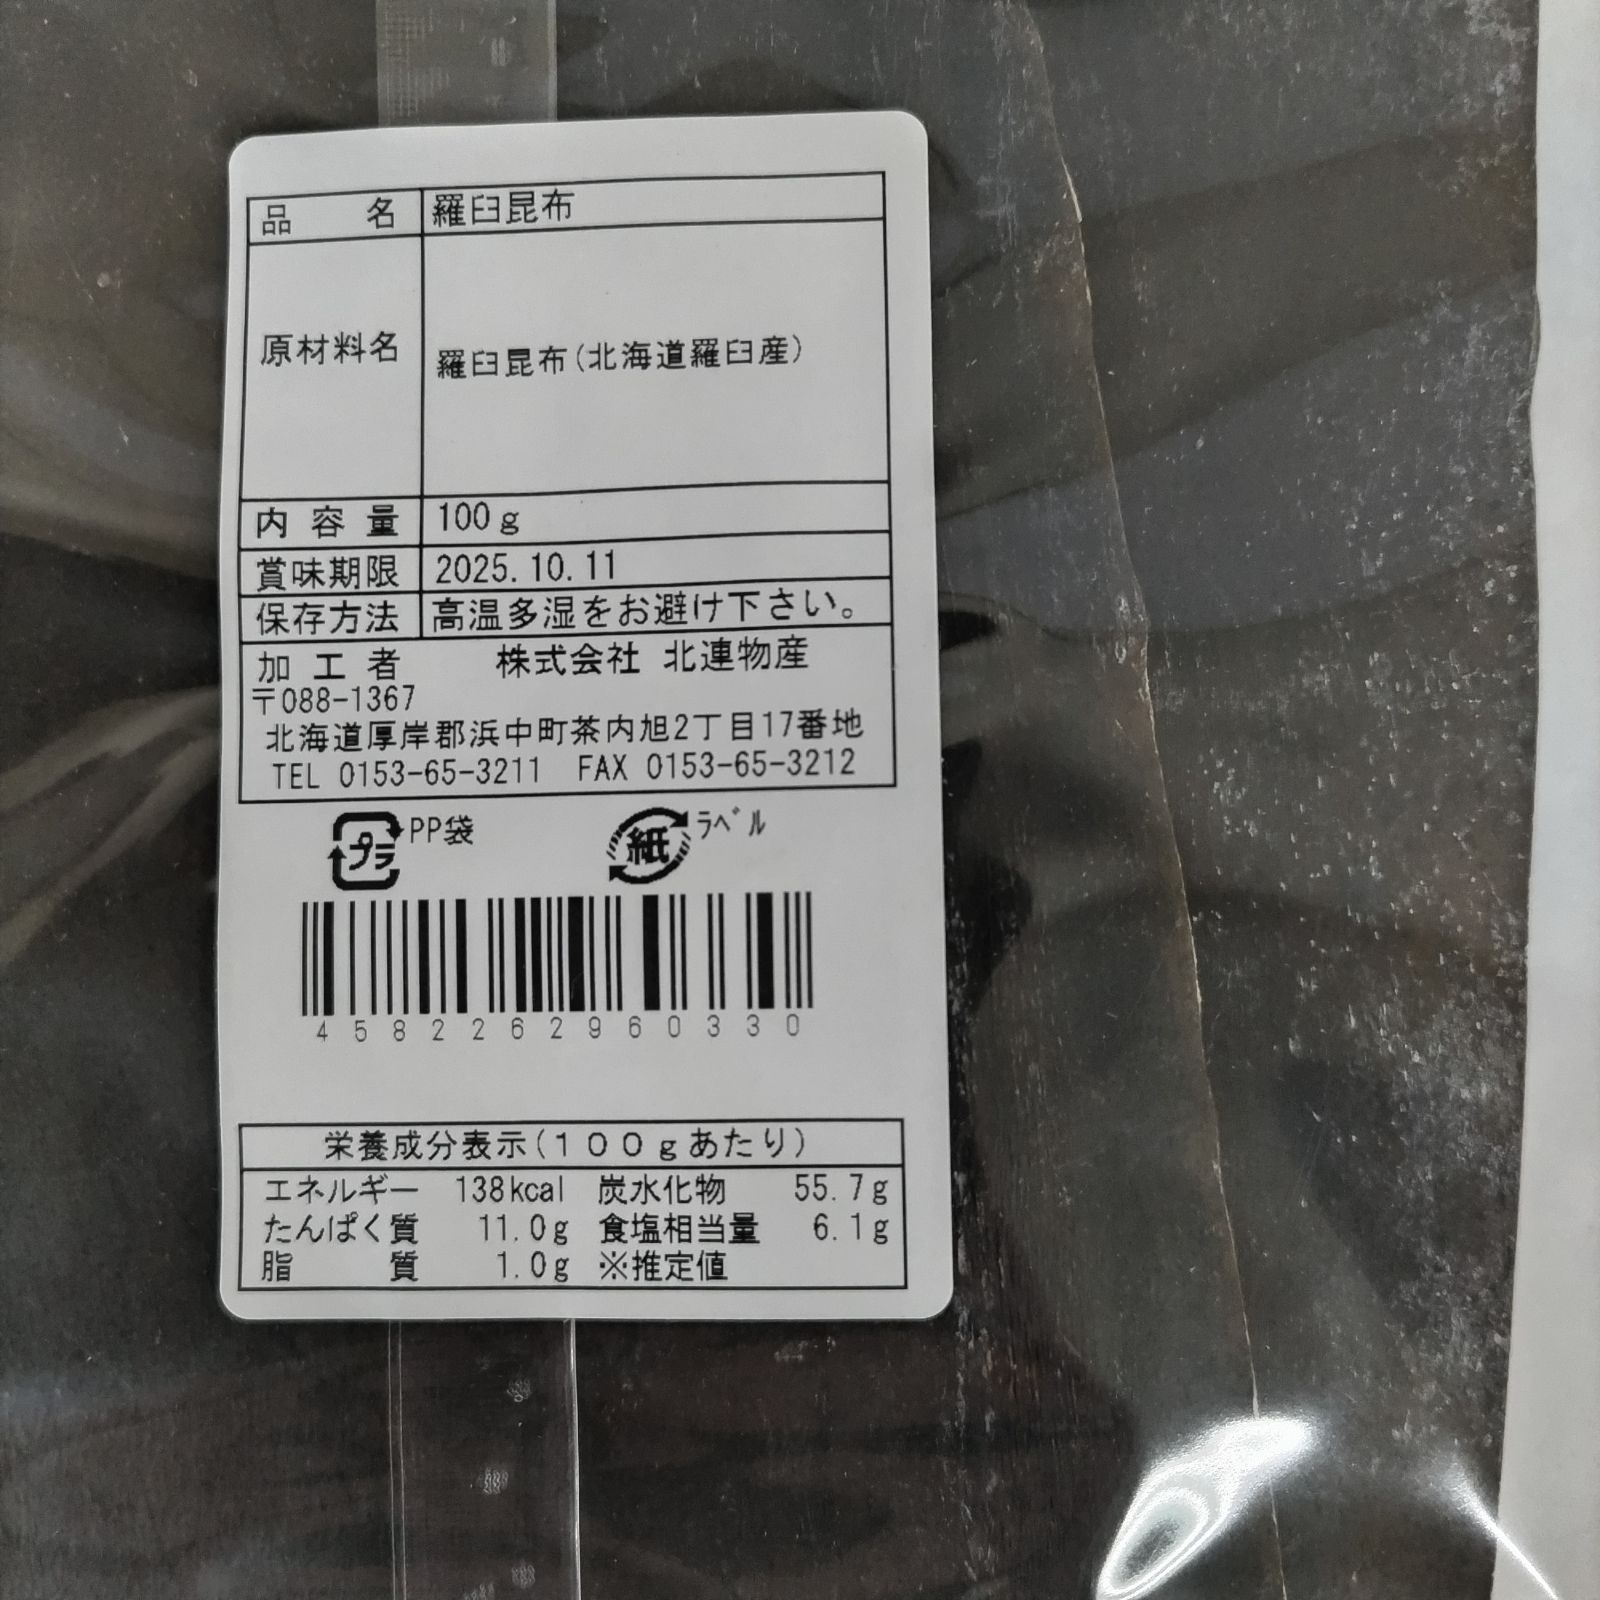 品　名 羅臼昆布
原材料名 羅臼昆布(北海道羅臼産)
内容量 100g
賞味期限 2025.10.11
保存方法 高温多湿をお避け下さい。
加工者 株式会社 北連物産
〒088-1367
北海道厚岸郡浜中町茶内旭2丁目17番地
TEL 0153-65-3211 FAX 0153-65-3212
プラ PP袋 紙 ラベル
4582262960330
栄養成分表示(100gあたり)
エネルギー 138kcal 炭水化物 55.7g
たんぱく質 11.0g 食塩相当量 6.1g
脂　質 1.0g ※推定値